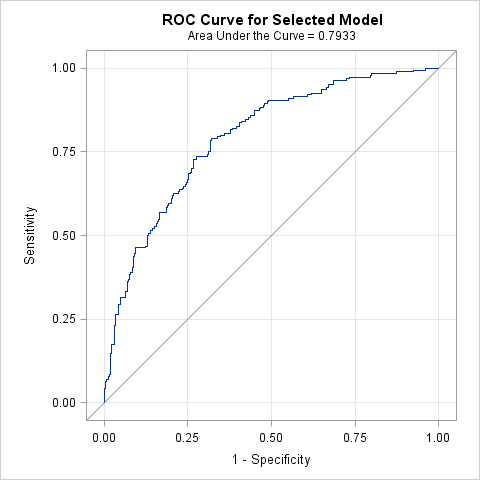 ROC Curve for Selected Model
Area Under the Curve = 0.7933
Sensitivity
1.00
0.75
0.50
0.25
0.00
0.00 0.25 0.50 0.75 1.00
1 - Specificity